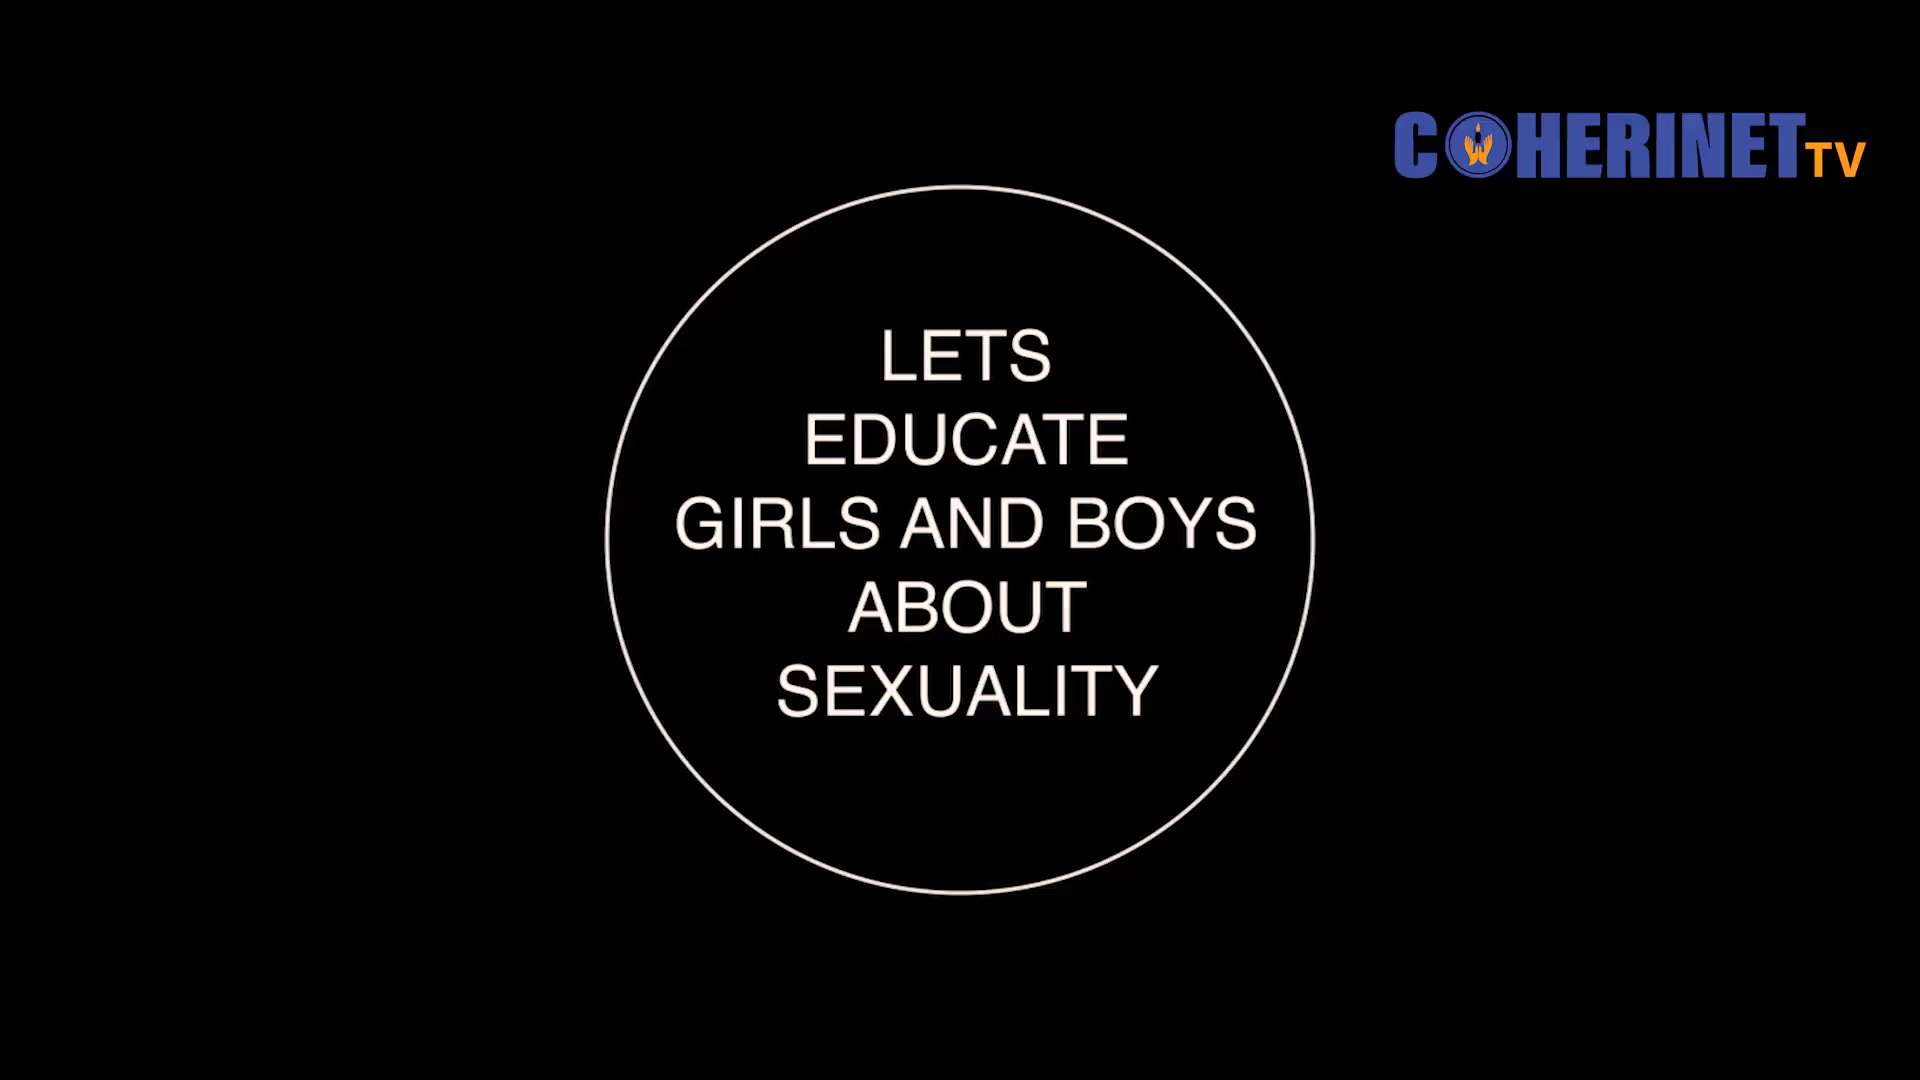 COHERINET TV
LETS
EDUCATE
GIRLS AND BOYS
ABOUT
SEXUALITY